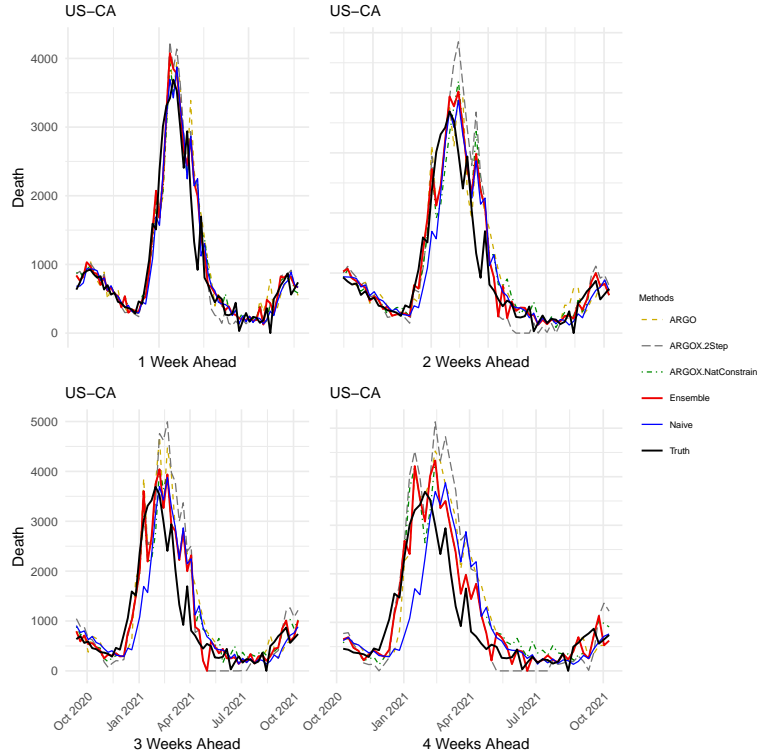 US−CA
US−CA
4000
3000
2000
1000
0
Death
1 Week Ahead
2 Weeks Ahead
Methods
ARGO
ARGOX.2Step
ARGOX.NatConstrain
Ensemble
Naive
Truth
US−CA
US−CA
5000
4000
3000
2000
1000
0
Death
Oct 2020
Jan 2021
Apr 2021
Jul 2021
Oct 2021
Oct 2020
Jan 2021
Apr 2021
Jul 2021
Oct 2021
3 Weeks Ahead
4 Weeks Ahead